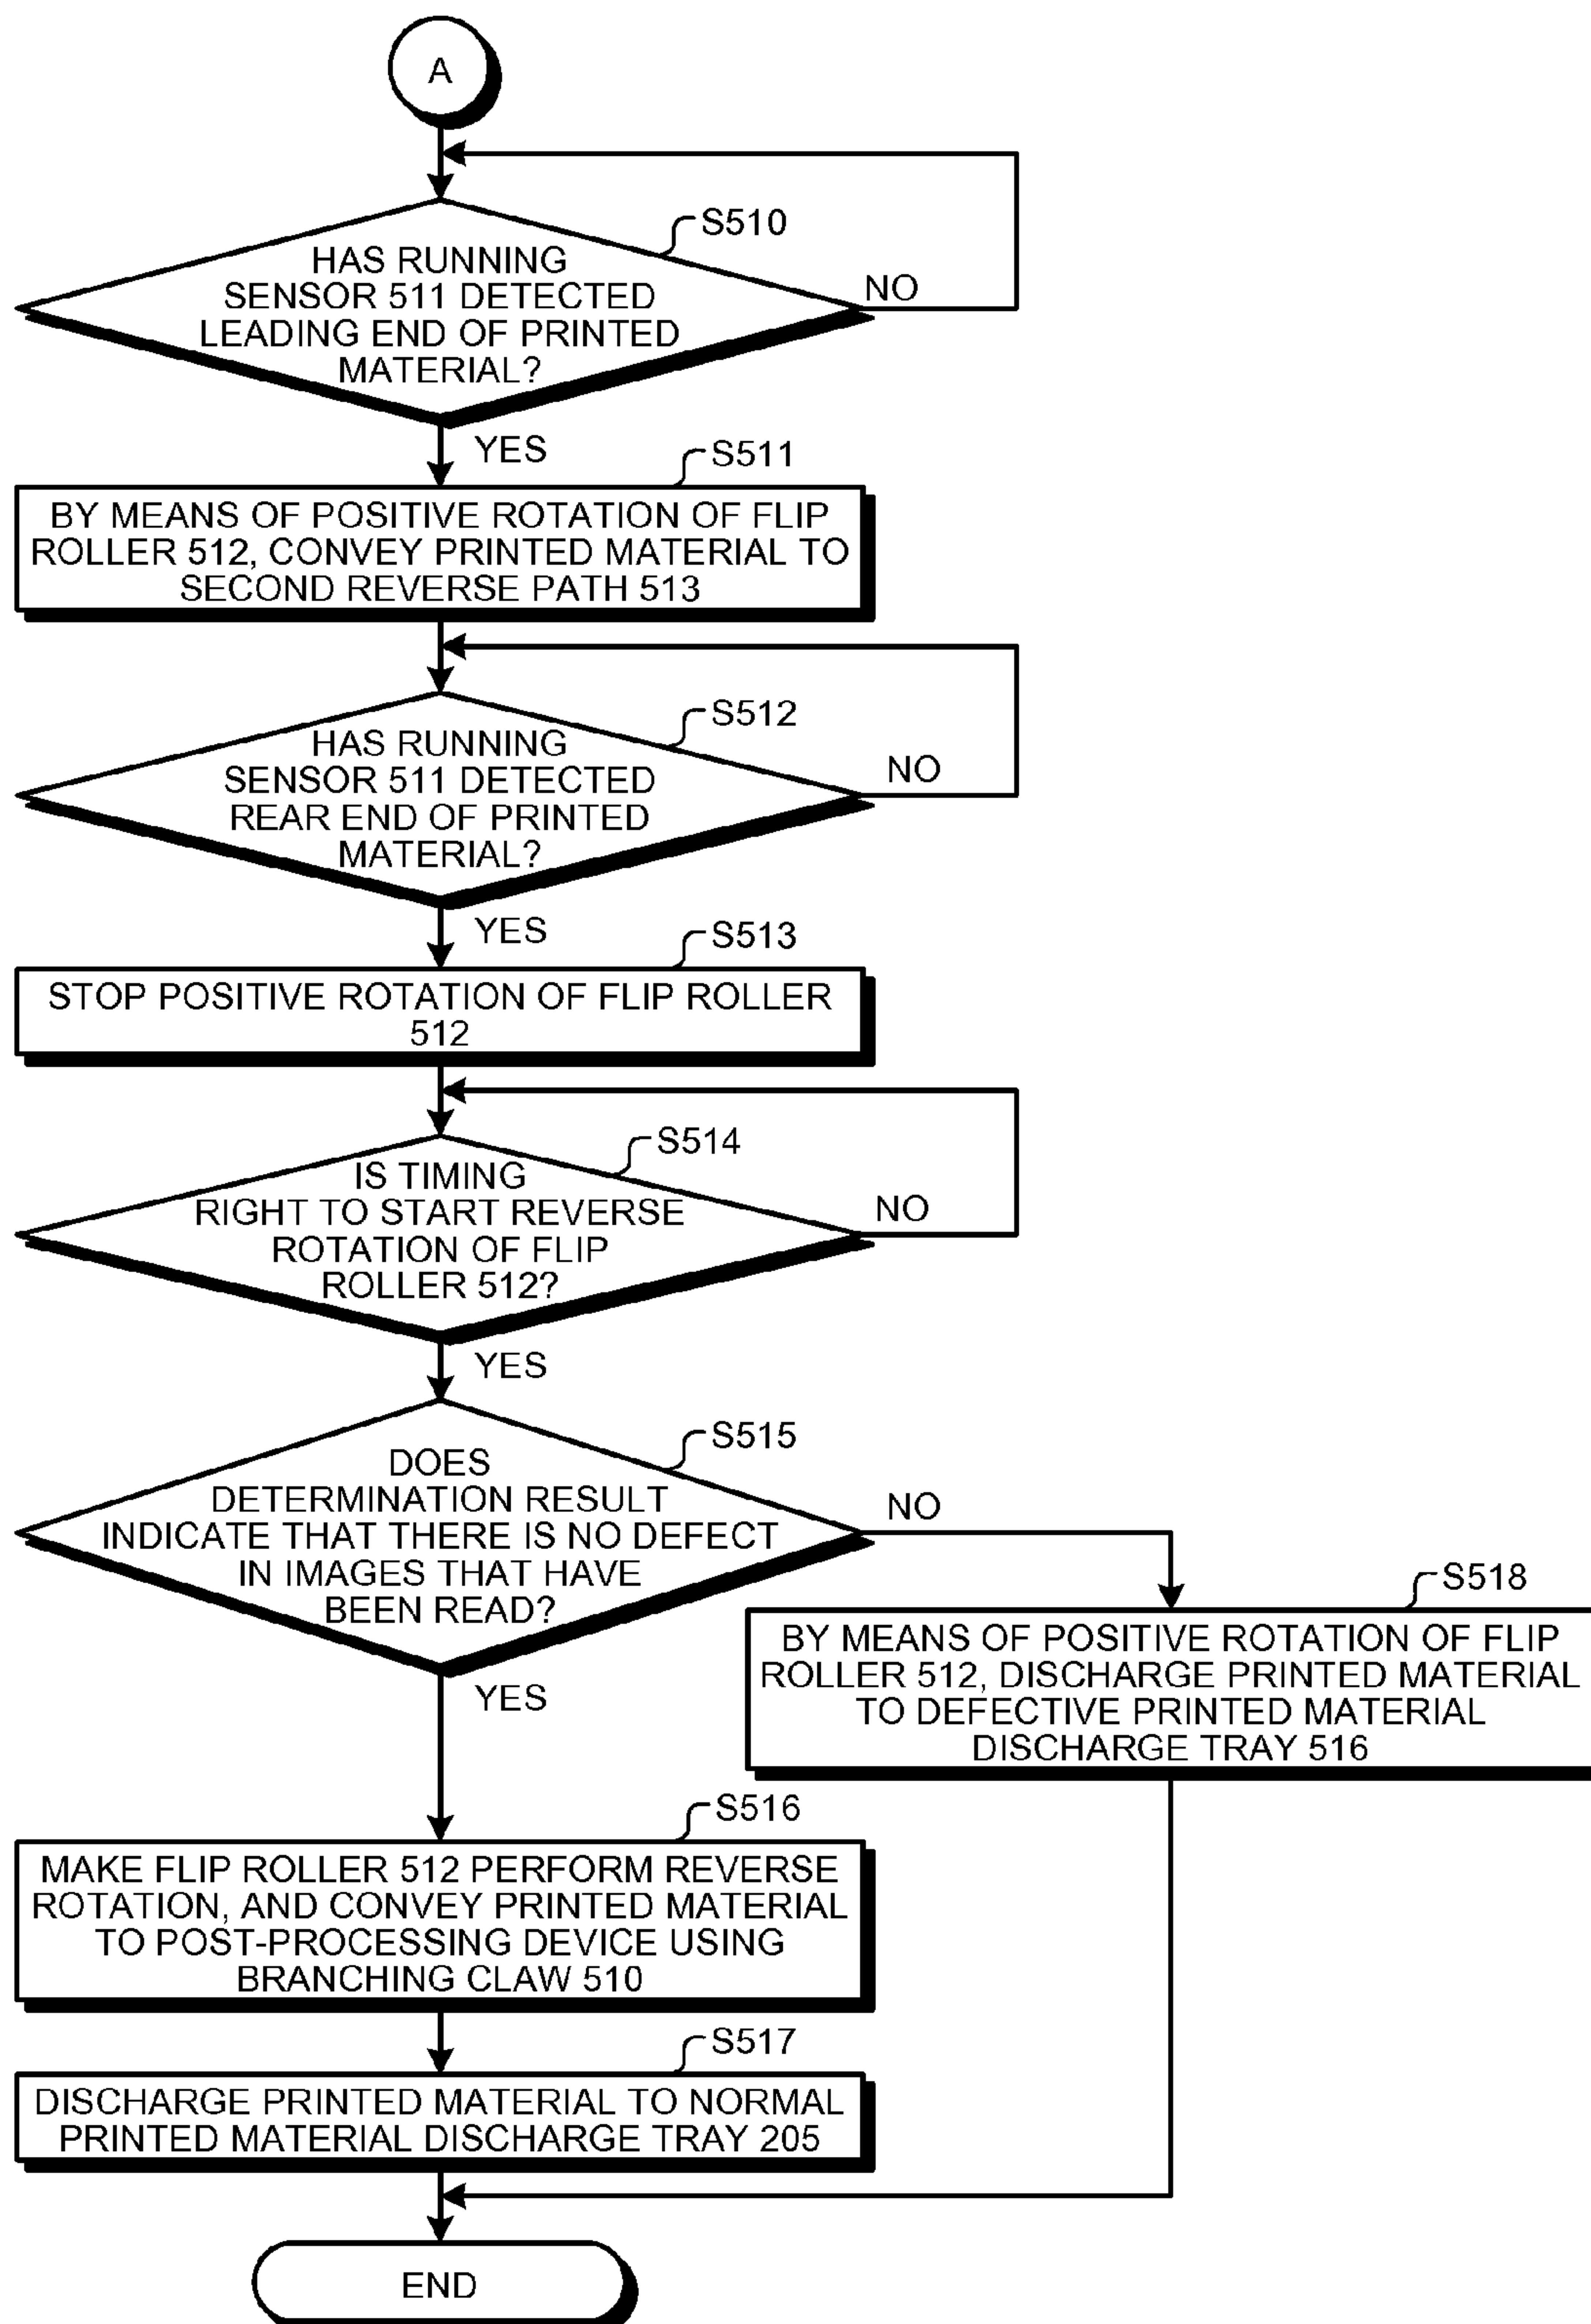 A
S510
HAS RUNNING
SENSOR 511 DETECTED
LEADING END OF PRINTED
MATERIAL?
NO
YES
S511
BY MEANS OF POSITIVE ROTATION OF FLIP
ROLLER 512, CONVEY PRINTED MATERIAL TO
SECOND REVERSE PATH 513
S512
HAS RUNNING
SENSOR 511 DETECTED
REAR END OF PRINTED
MATERIAL?
NO
YES
S513
STOP POSITIVE ROTATION OF FLIP ROLLER
512
S514
IS TIMING
RIGHT TO START REVERSE
ROTATION OF FLIP
ROLLER 512?
NO
YES
S515
DOES
DETERMINATION RESULT
INDICATE THAT THERE IS NO DEFECT
IN IMAGES THAT HAVE
BEEN READ?
NO
YES
S518
BY MEANS OF POSITIVE ROTATION OF FLIP
ROLLER 512, DISCHARGE PRINTED MATERIAL
TO DEFECTIVE PRINTED MATERIAL
DISCHARGE TRAY 516
S516
MAKE FLIP ROLLER 512 PERFORM REVERSE
ROTATION, AND CONVEY PRINTED MATERIAL
TO POST-PROCESSING DEVICE USING
BRANCHING CLAW 510
S517
DISCHARGE PRINTED MATERIAL TO NORMAL
PRINTED MATERIAL DISCHARGE TRAY 205
END